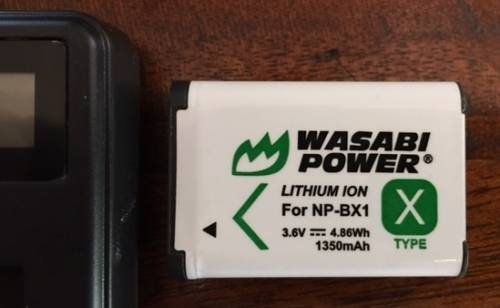 WASABI
POWER®
LITHIUM ION
For NP-BX1
3.6V ⎓ 4.86Wh
1350mAh
X
TYPE